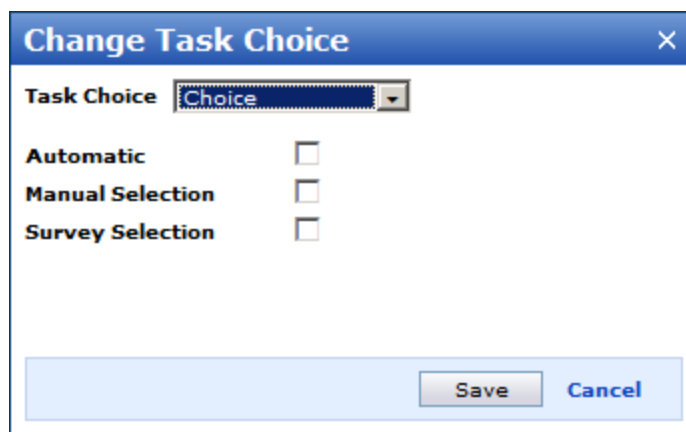 Change Task Choice
Task Choice Choice
Automatic
Manual Selection
Survey Selection
Save Cancel